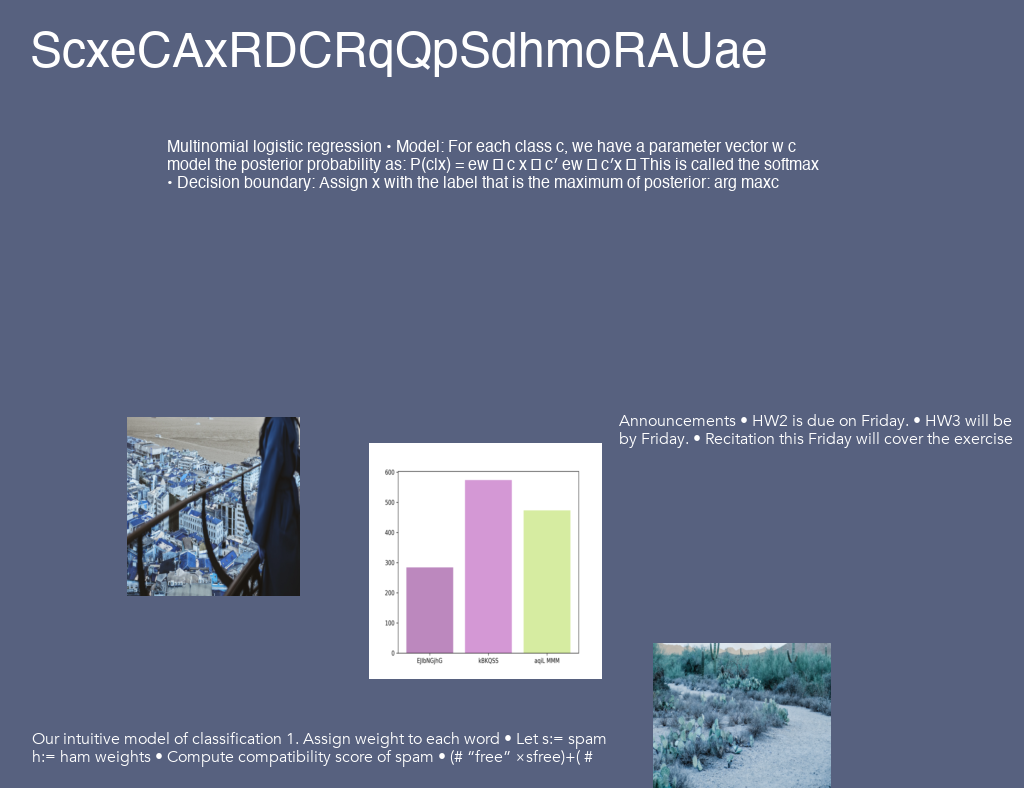 ScxeCAxRDCRqQpSdhmoRAUae
Multinomial logistic regression • Model: For each class c, we have a parameter vector w c
model the posterior probability as: P(c|x) = ew □ c x □ c′ ew □ c′x □ This is called the softmax
• Decision boundary: Assign x with the label that is the maximum of posterior: arg maxc
Announcements • HW2 is due on Friday. • HW3 will be
by Friday. • Recitation this Friday will cover the exercise
600
500
400
300
200
100
0
EJIbNGJhG kBKQSS aqiL MMM
Our intuitive model of classification 1. Assign weight to each word • Let s:= spam
h:= ham weights • Compute compatibility score of spam • (# “free” ×sfree)+( #